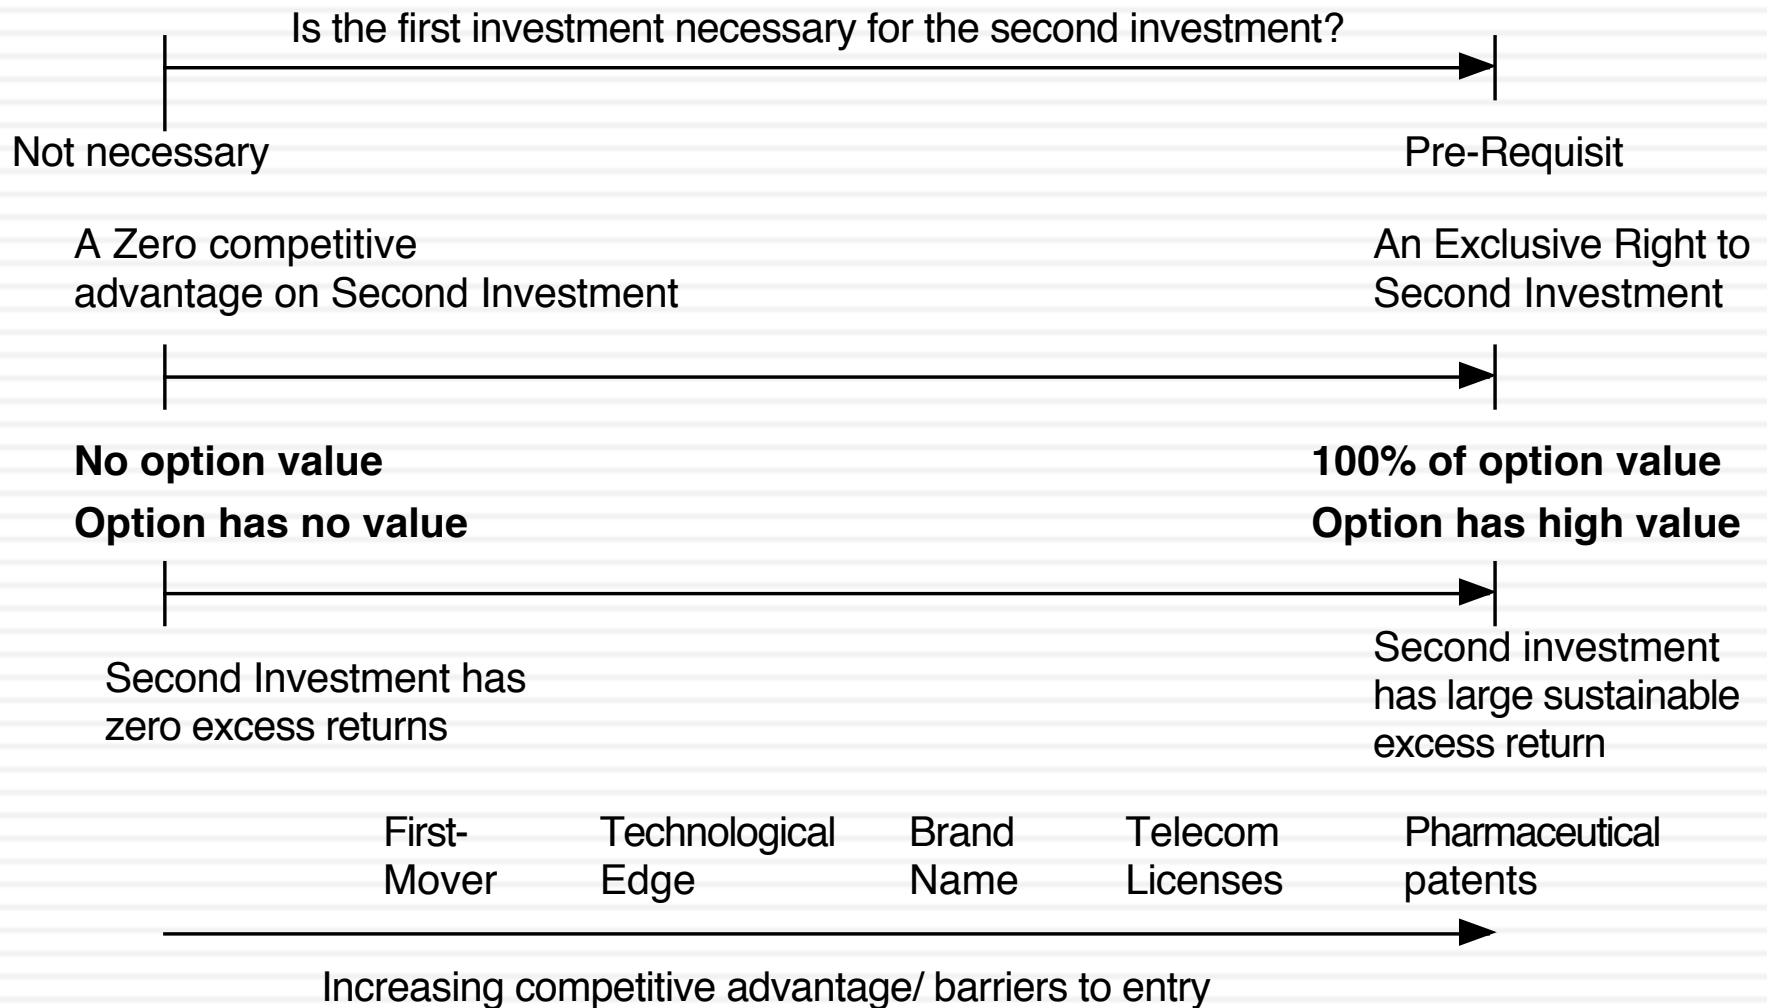 Is the first investment necessary for the second investment?
Not necessary
Pre-Requisit
A Zero competitive
advantage on Second Investment
An Exclusive Right to
Second Investment
No option value
Option has no value
100% of option value
Option has high value
Second Investment has
zero excess returns
Second investment
has large sustainable
excess return
First-
Mover
Technological
Edge
Brand
Name
Telecom
Licenses
Pharmaceutical
patents
Increasing competitive advantage/ barriers to entry